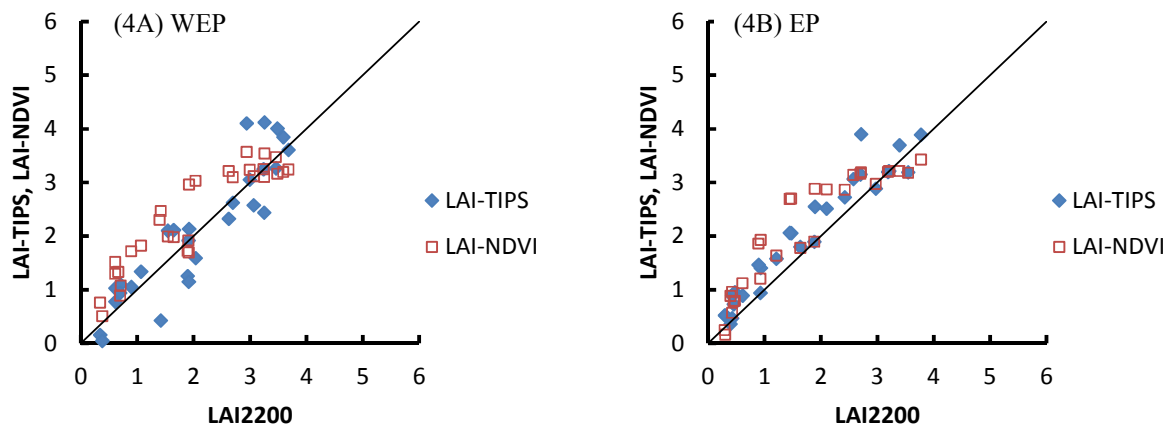 (4A) WEP
LAI-TIPS, LAI-NDVI
6
5
4
3
2
1
0
0 1 2 3 4 5 6
LAI2200
LAI-TIPS
LAI-NDVI
(4B) EP
LAI-TIPS, LAI-NDVI
6
5
4
3
2
1
0
0 1 2 3 4 5 6
LAI2200
LAI-TIPS
LAI-NDVI